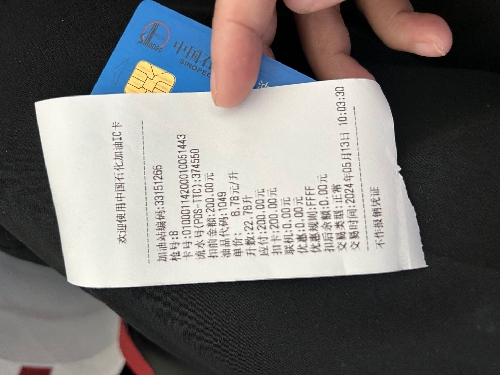 中国石
SINOPEC
欢迎使用中国石化加油IC卡
加油站编码:33151266
枪号:8
卡号:01000114200010051443
流水号(POS-TTC):374550
扣前金额:200.00元
油品代码:1049
单价: 8.78元/升
升数:22.78升
应付:200.00元
扣卡:200.00元
联机:0.00元
优惠:0.00元
优惠规则:FFFF
扣后余额:0.00元
交易类型:正常
交易时间:2024年05月13日 10:03:30
不作报销凭证